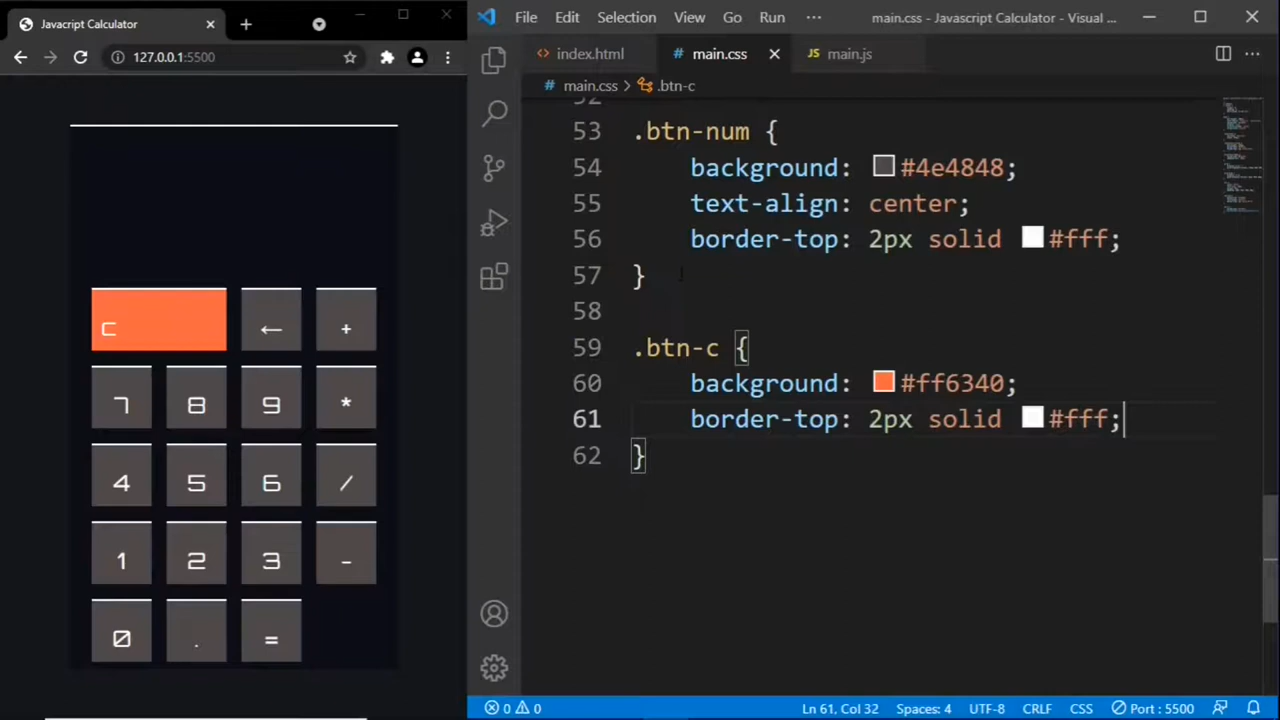 Javascript Calculator
127.0.0.1:5500
C ← +
7 8 9 *
4 5 6 /
1 2 3 -
0 . =
File Edit Selection View Go Run ··· main.css - Javascript Calculator - Visual ...
index.html # main.css JS main.js
# main.css > .btn-c
52
53 .btn-num {
54 background: #4e4848;
55 text-align: center;
56 border-top: 2px solid #fff;
57 }
58
59 .btn-c {
60 background: #ff6340;
61 border-top: 2px solid #fff;
62 }
0 0 Ln 61, Col 32 Spaces: 4 UTF-8 CRLF CSS Port : 5500